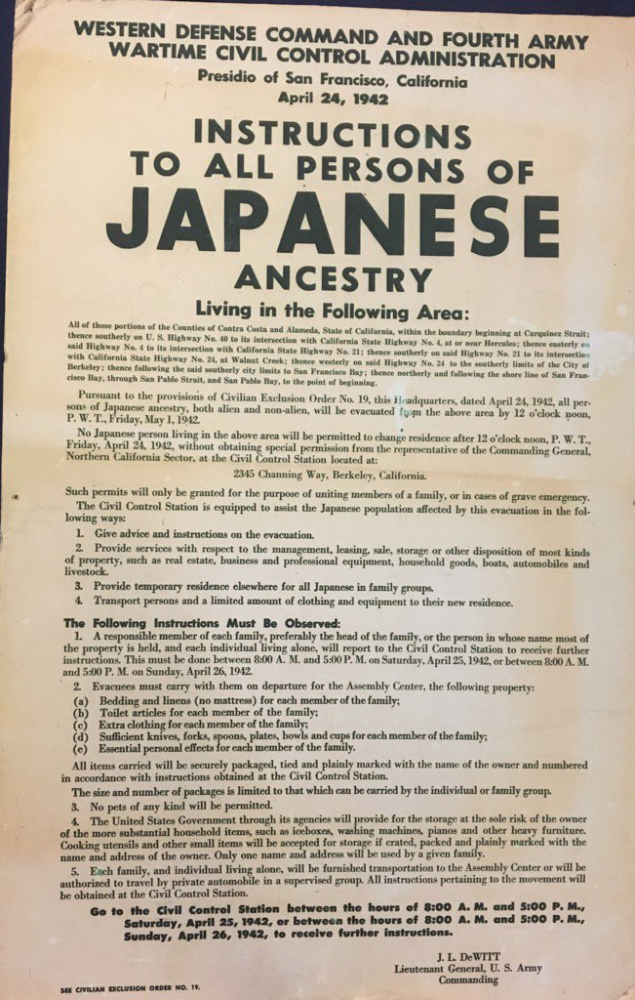 WESTERN DEFENSE COMMAND AND FOURTH ARMY
WARTIME CIVIL CONTROL ADMINISTRATION
Presidio of San Francisco, California
April 24, 1942
INSTRUCTIONS
TO ALL PERSONS OF
JAPANESE
ANCESTRY
Living in the Following Area:
All of those portions of the Counties of Contra Costa and Alameda, State of California, within the boundary beginning at Carquinez Strait;
thence southerly on U. S. Highway No. 40 to its intersection with California State Highway No. 4, at or near Hercules; thence easterly on
said Highway No. 4 to its intersection with California State Highway No. 21; thence southerly on said Highway No. 21 to its intersection
with California State Highway No. 24, at Walnut Creek; thence westerly on said Highway No. 24 to the southerly limits of the City of
Berkeley; thence following the said southerly city limits to San Francisco Bay; thence northerly and following the shore line of San Fran-
cisco Bay, through San Pablo Strait, and San Pablo Bay, to the point of beginning.
Pursuant to the provisions of Civilian Exclusion Order No. 19, this Headquarters, dated April 24, 1942, all per-
sons of Japanese ancestry, both alien and non-alien, will be evacuated from the above area by 12 o'clock noon,
P. W. T., Friday, May 1, 1942.
No Japanese person living in the above area will be permitted to change residence after 12 o'clock noon, P. W. T.,
Friday, April 24, 1942, without obtaining special permission from the representative of the Commanding General,
Northern California Sector, at the Civil Control Station located at:
2345 Channing Way, Berkeley, California.
Such permits will only be granted for the purpose of uniting members of a family, or in cases of grave emergency.
The Civil Control Station is equipped to assist the Japanese population affected by this evacuation in the fol-
lowing ways:
1. Give advice and instructions on the evacuation.
2. Provide services with respect to the management, leasing, sale, storage or other disposition of most kinds
of property, such as real estate, business and professional equipment, household goods, boats, automobiles and
livestock.
3. Provide temporary residence elsewhere for all Japanese in family groups.
4. Transport persons and a limited amount of clothing and equipment to their new residence.
The Following Instructions Must Be Observed:
1. A responsible member of each family, preferably the head of the family, or the person in whose name most of
the property is held, and each individual living alone, will report to the Civil Control Station to receive further
instructions. This must be done between 8:00 A. M. and 5:00 P. M. on Saturday, April 25, 1942, or between 8:00 A. M.
and 5:00 P. M. on Sunday, April 26, 1942.
2. Evacuees must carry with them on departure for the Assembly Center, the following property:
(a) Bedding and linens (no mattress) for each member of the family;
(b) Toilet articles for each member of the family;
(c) Extra clothing for each member of the family;
(d) Sufficient knives, forks, spoons, plates, bowls and cups for each member of the family;
(e) Essential personal effects for each member of the family.
All items carried will be securely packaged, tied and plainly marked with the name of the owner and numbered
in accordance with instructions obtained at the Civil Control Station.
The size and number of packages is limited to that which can be carried by the individual or family group.
3. No pets of any kind will be permitted.
4. The United States Government through its agencies will provide for the storage at the sole risk of the owner
of the more substantial household items, such as iceboxes, washing machines, pianos and other heavy furniture.
Cooking utensils and other small items will be accepted for storage if crated, packed and plainly marked with the
name and address of the owner. Only one name and address will be used by a given family.
5. Each family, and individual living alone, will be furnished transportation to the Assembly Center or will be
authorized to travel by private automobile in a supervised group. All instructions pertaining to the movement will
be obtained at the Civil Control Station.
Go to the Civil Control Station between the hours of 8:00 A. M. and 5:00 P. M.,
Saturday, April 25, 1942, or between the hours of 8:00 A. M. and 5:00 P. M.,
Sunday, April 26, 1942, to receive further instructions.
J. L. DeWITT
Lieutenant General, U. S. Army
Commanding
SEE CIVILIAN EXCLUSION ORDER NO. 19.